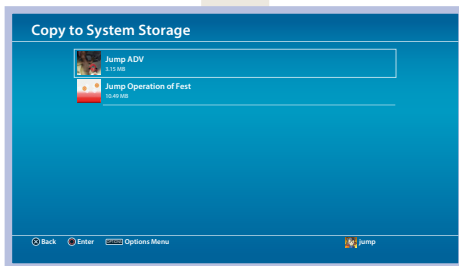 Copy to System Storage
Jump ADV
3.15 MB
Jump Operation of Fest
10.49 MB
Back Enter OPTIONS Options Menu jump